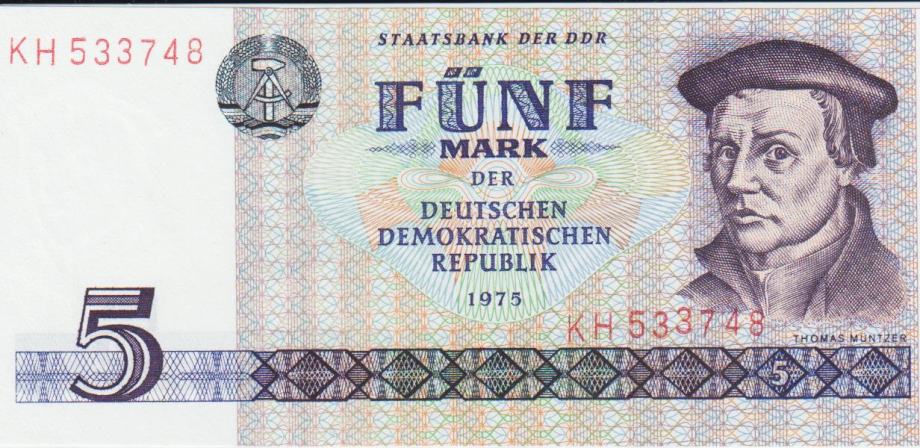 KH 533748
STAATSBANK DER DDR
FÜNF
MARK
DER
DEUTSCHEN
DEMOKRATISCHEN
REPUBLIK
1975
KH 533748
THOMAS MÜNTZER
5
5